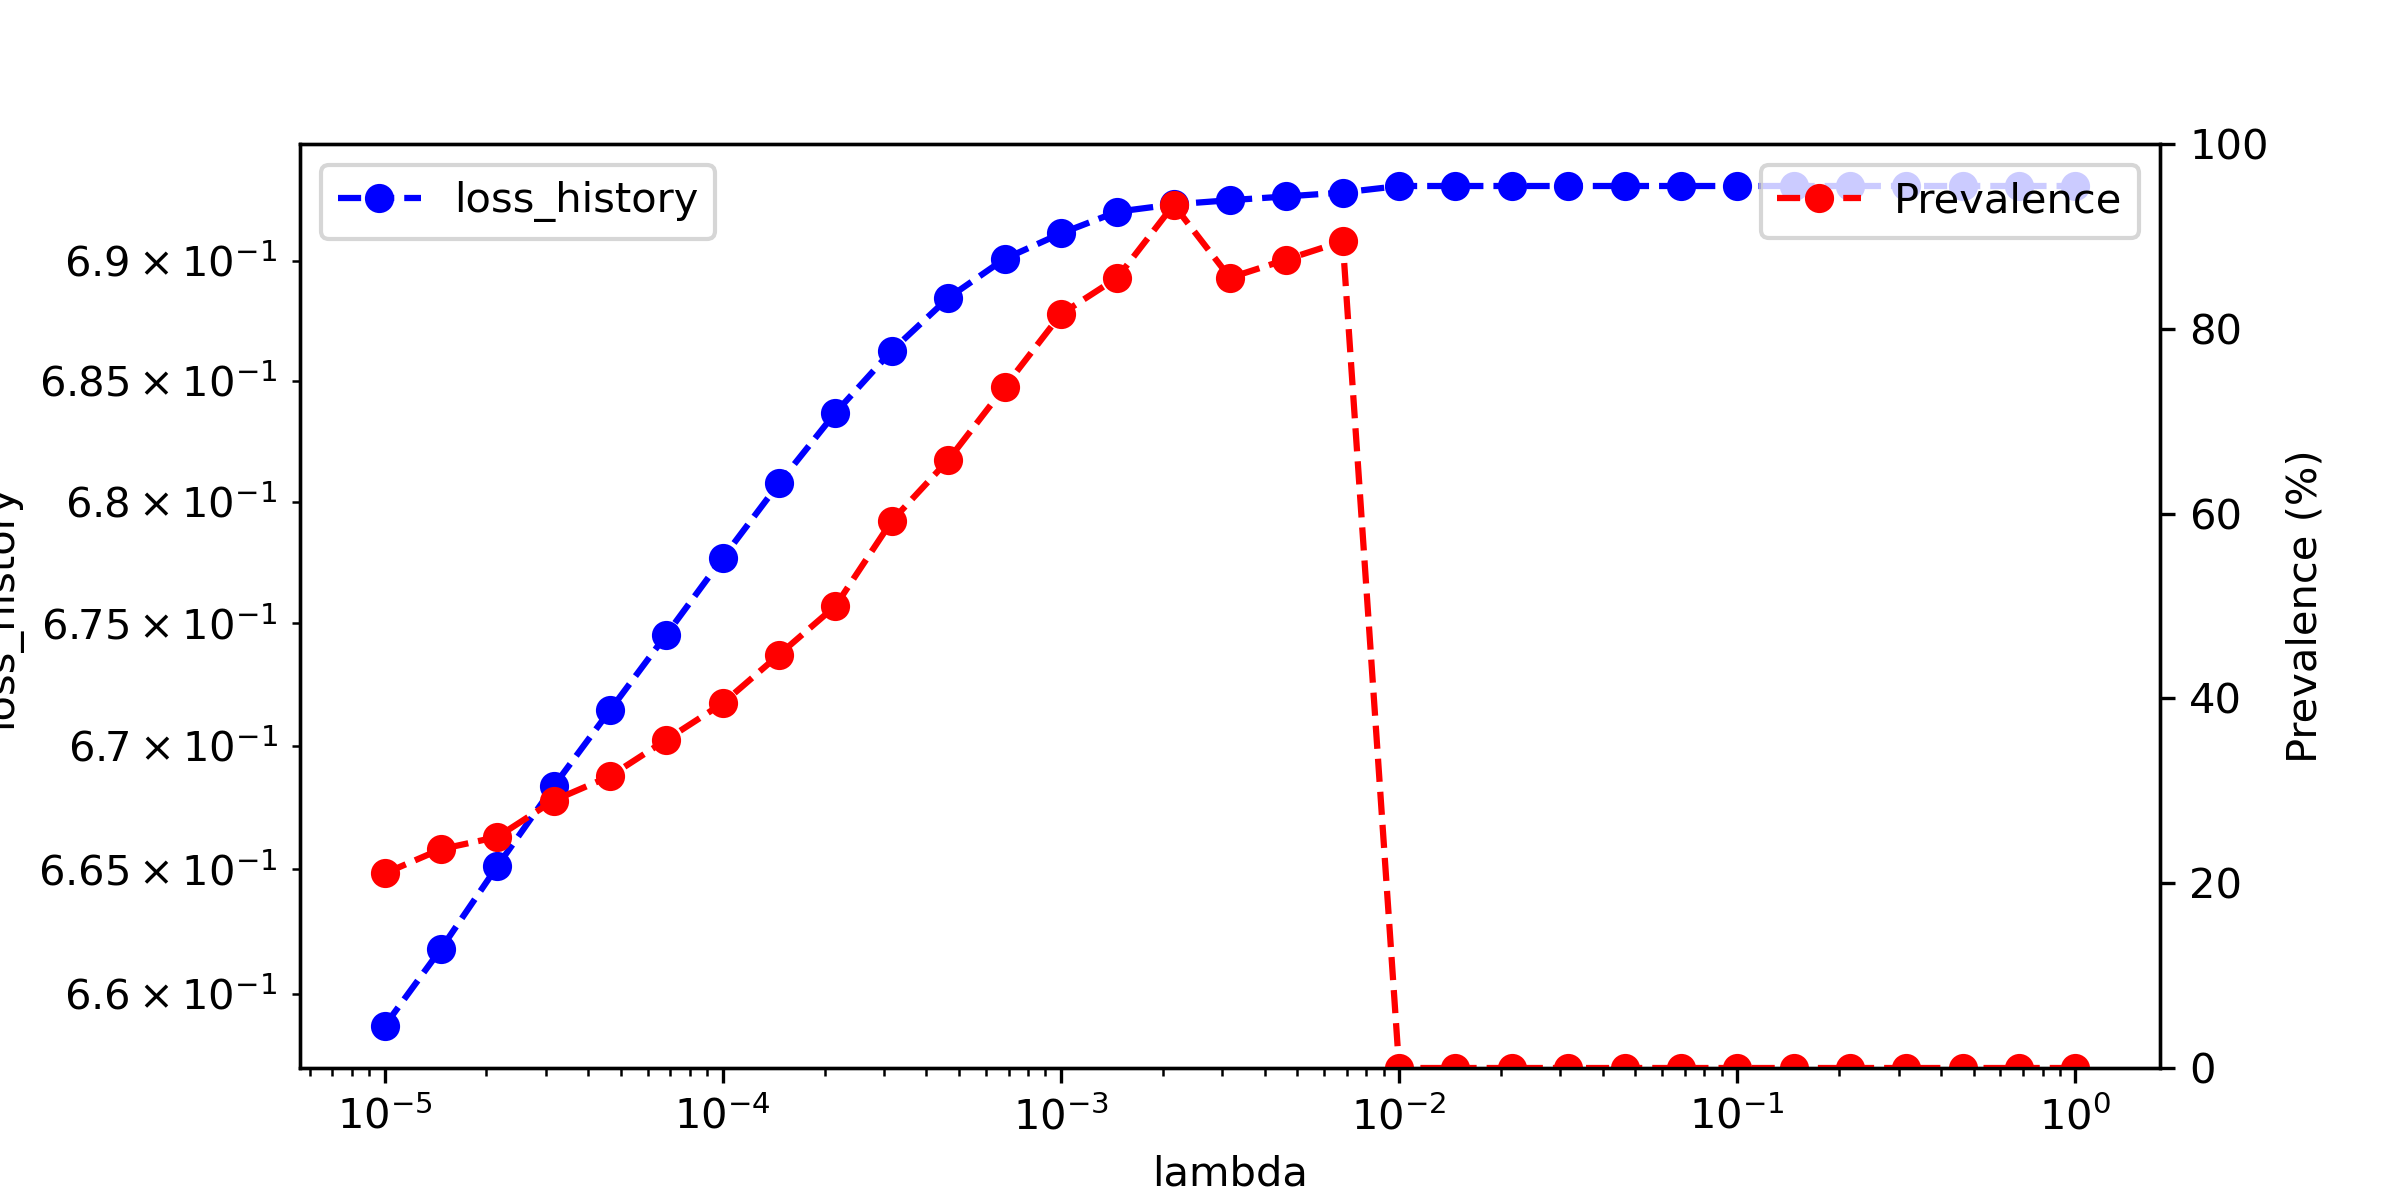 loss_history
Prevalence
6.9 × 10⁻¹
6.85 × 10⁻¹
6.8 × 10⁻¹
6.75 × 10⁻¹
6.7 × 10⁻¹
6.65 × 10⁻¹
6.6 × 10⁻¹
loss_history
100
80
60
40
20
0
Prevalence (%)
10⁻⁵ 10⁻⁴ 10⁻³ 10⁻² 10⁻¹ 10⁰
lambda